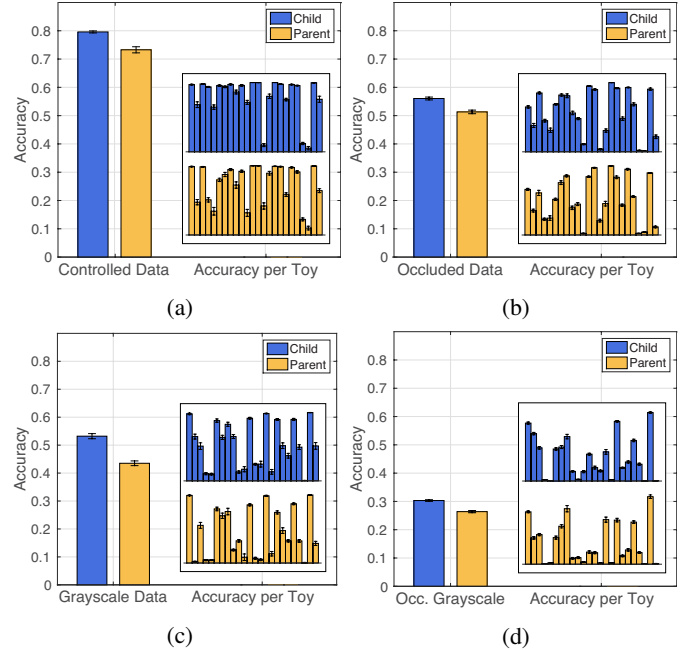 0.8
0.7
0.6
0.5
0.4
0.3
0.2
0.1
0
Accuracy
Child
Parent
Controlled Data
Accuracy per Toy
(a)
0.8
0.7
0.6
0.5
0.4
0.3
0.2
0.1
0
Accuracy
Child
Parent
Occluded Data
Accuracy per Toy
(b)
0.8
0.7
0.6
0.5
0.4
0.3
0.2
0.1
0
Accuracy
Child
Parent
Grayscale Data
Accuracy per Toy
(c)
0.8
0.7
0.6
0.5
0.4
0.3
0.2
0.1
0
Accuracy
Child
Parent
Occ. Grayscale
Accuracy per Toy
(d)